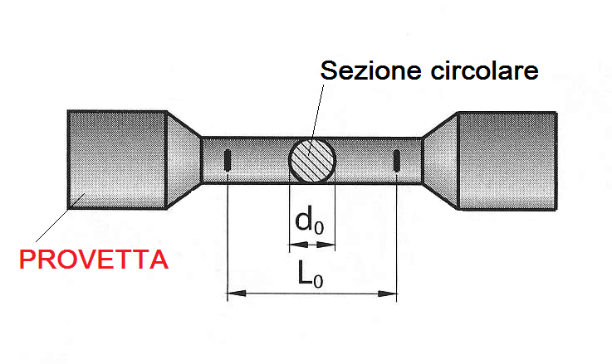 Sezione circolare
d₀
PROVETTA
L₀